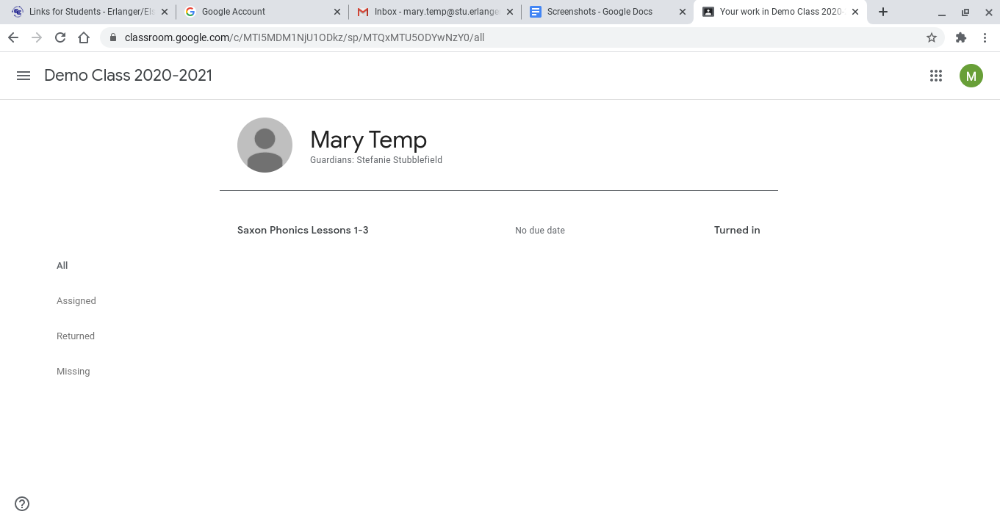 Links for Students - Erlanger/Els
Google Account
Inbox - mary.temp@stu.erlange
Screenshots - Google Docs
Your work in Demo Class 2020-
classroom.google.com/c/MTI5MDM1NjU1ODkz/sp/MTQxMTU5ODYwNzY0/all
Demo Class 2020-2021
M
Mary Temp
Guardians: Stefanie Stubblefield
Saxon Phonics Lessons 1-3 No due date Turned in
All
Assigned
Returned
Missing